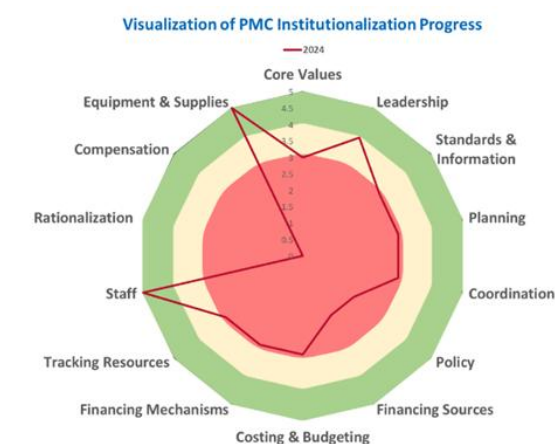 Visualization of PMC Institutionalization Progress
2024
Core Values
Equipment & Supplies
Leadership
Compensation
Standards &
Information
Rationalization
Planning
Staff
Coordination
Tracking Resources
Policy
Financing Mechanisms
Financing Sources
Costing & Budgeting
5
4.5
4
3.5
3
2.5
2
1.5
1
0.5
0